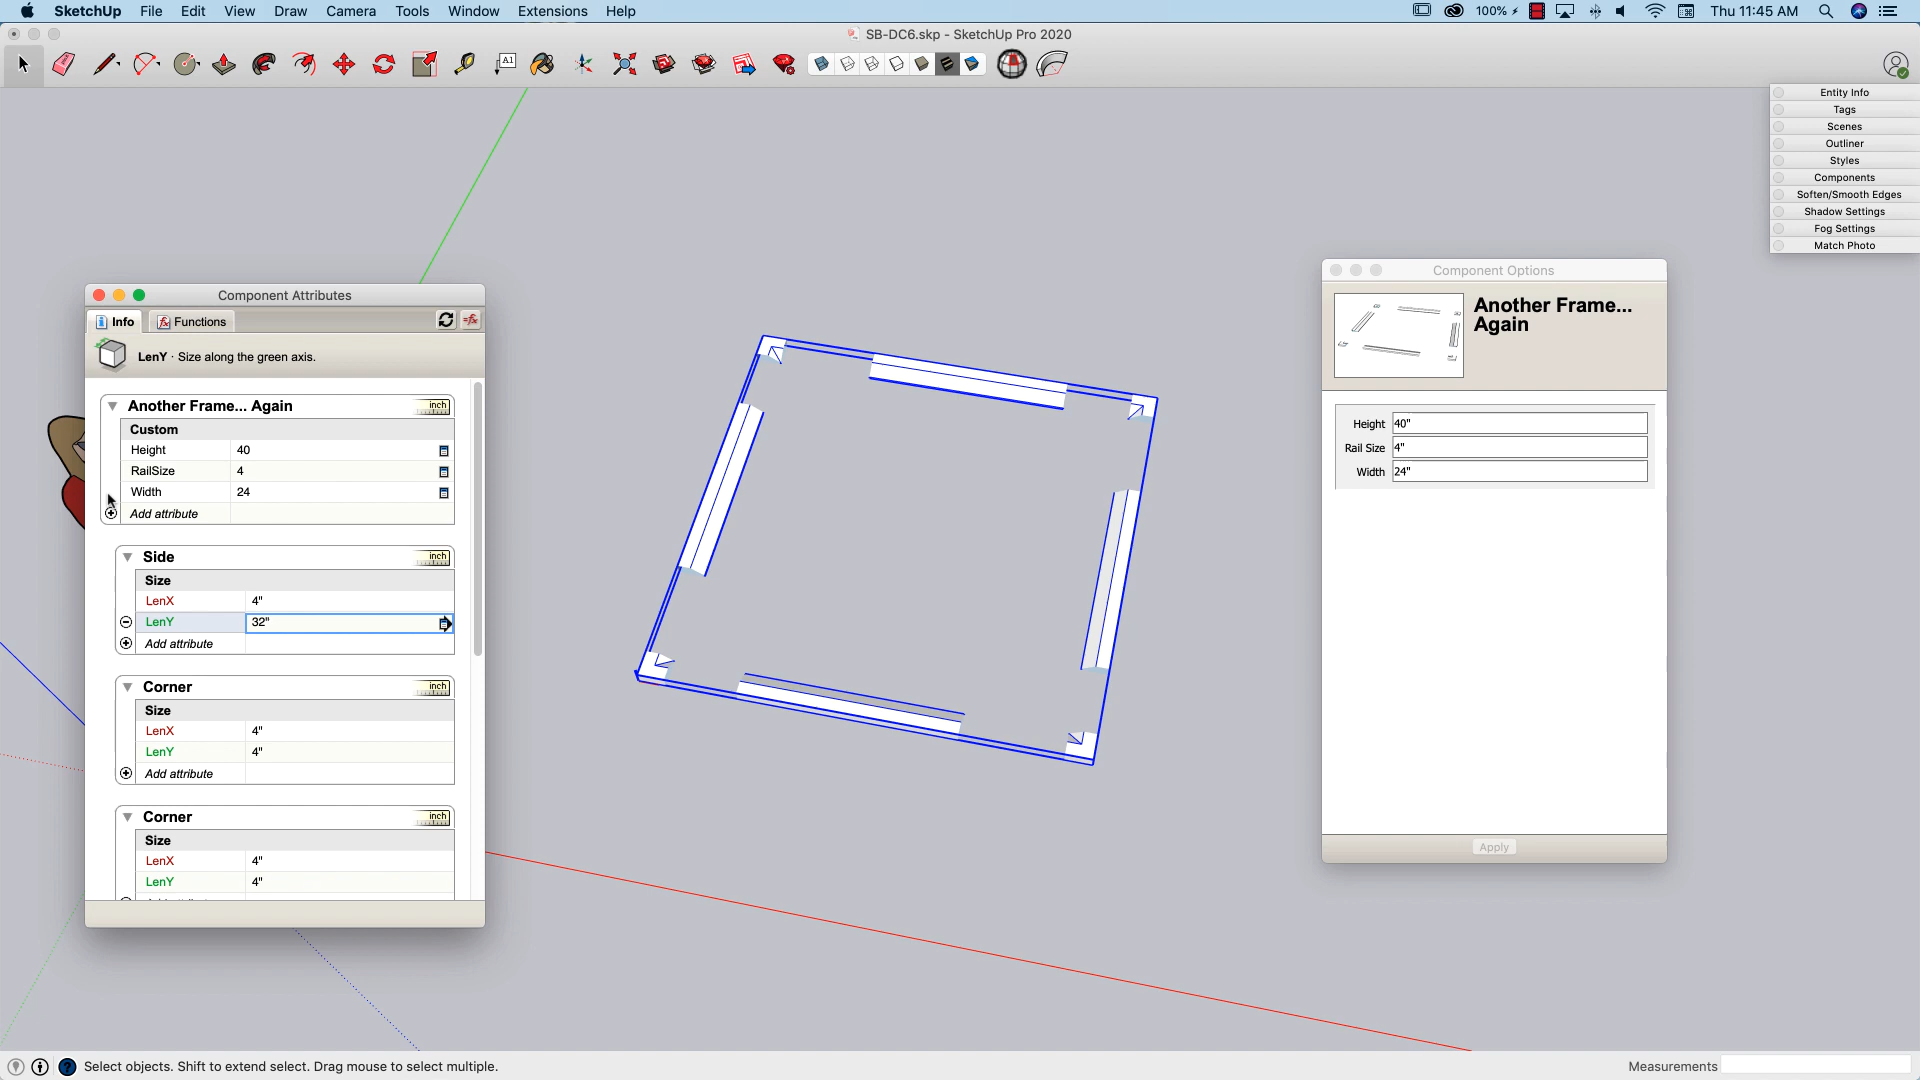 SketchUp File Edit View Draw Camera Tools Window Extensions Help 100% Thu 11:45 AM
SB-DC6.skp - SketchUp Pro 2020
A1
Entity Info
Tags
Scenes
Outliner
Styles
Components
Soften/Smooth Edges
Shadow Settings
Fog Settings
Match Photo
Component Attributes
Info Functions
LenY · Size along the green axis.
Another Frame... Again inch
Custom
Height 40
RailSize 4
Width 24
Add attribute
Side inch
Size
LenX 4"
LenY 32"
Add attribute
Corner inch
Size
LenX 4"
LenY 4"
Add attribute
Corner inch
Size
LenX 4"
LenY 4"
Component Options
Another Frame...
Again
Height 40"
Rail Size 4"
Width 24"
Apply
Select objects. Shift to extend select. Drag mouse to select multiple.
Measurements